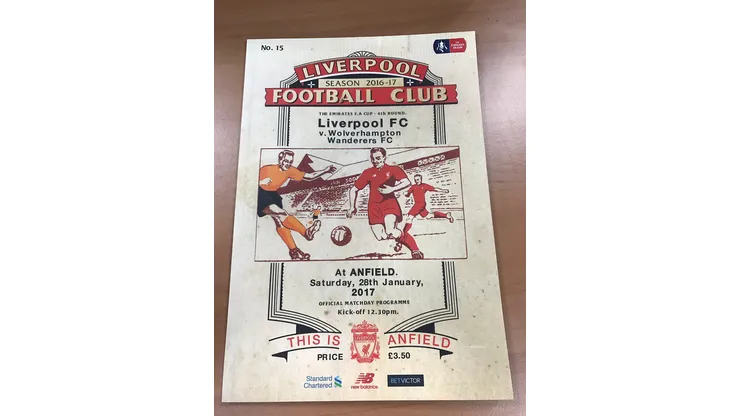 No. 15
LIVERPOOL
SEASON 2016-17
FOOTBALL CLUB
THE EMIRATES F.A CUP - 4th ROUND.
Liverpool FC
v. Wolverhampton
Wanderers FC
At ANFIELD.
Saturday, 28th January,
2017
OFFICIAL MATCHDAY PROGRAMME
Kick-off 12.30pm.
THIS IS ANFIELD
PRICE £3.50
Standard
Chartered
NB
new balance
BETVICTOR